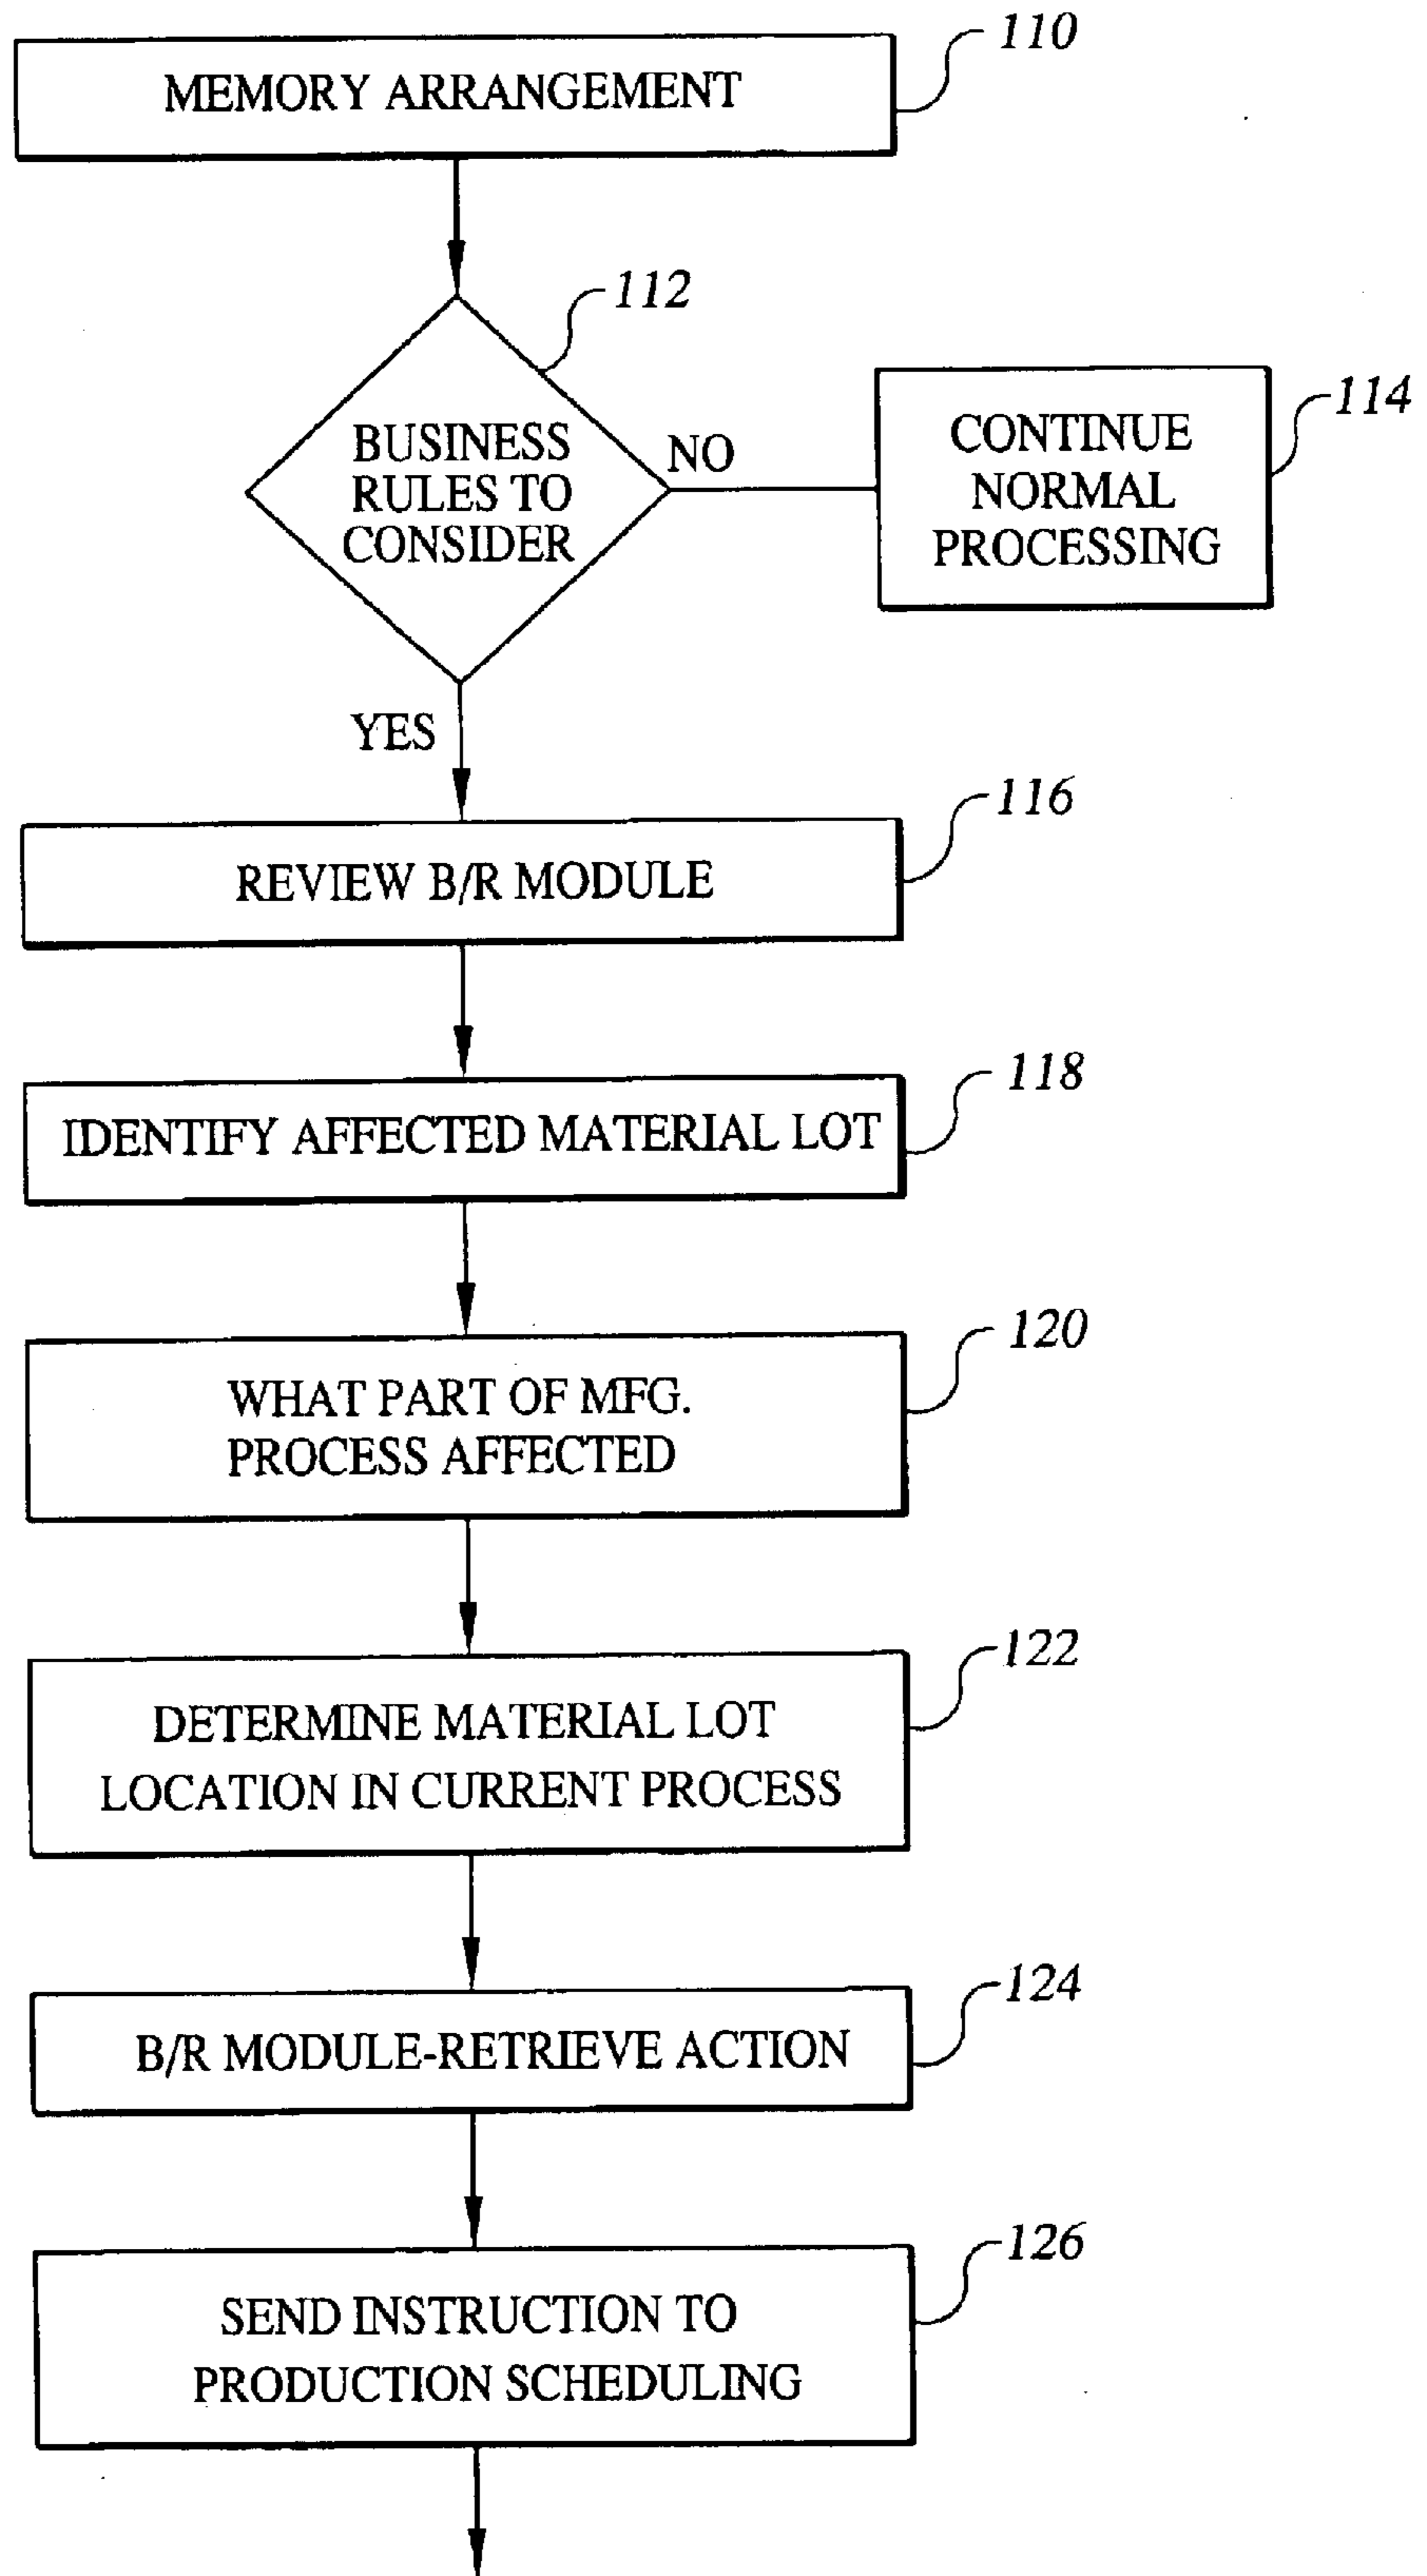 110
MEMORY ARRANGEMENT
112
BUSINESS
RULES TO
CONSIDER
NO
114
CONTINUE
NORMAL
PROCESSING
YES
116
REVIEW B/R MODULE
118
IDENTIFY AFFECTED MATERIAL LOT
120
WHAT PART OF MFG.
PROCESS AFFECTED
122
DETERMINE MATERIAL LOT
LOCATION IN CURRENT PROCESS
124
B/R MODULE-RETRIEVE ACTION
126
SEND INSTRUCTION TO
PRODUCTION SCHEDULING